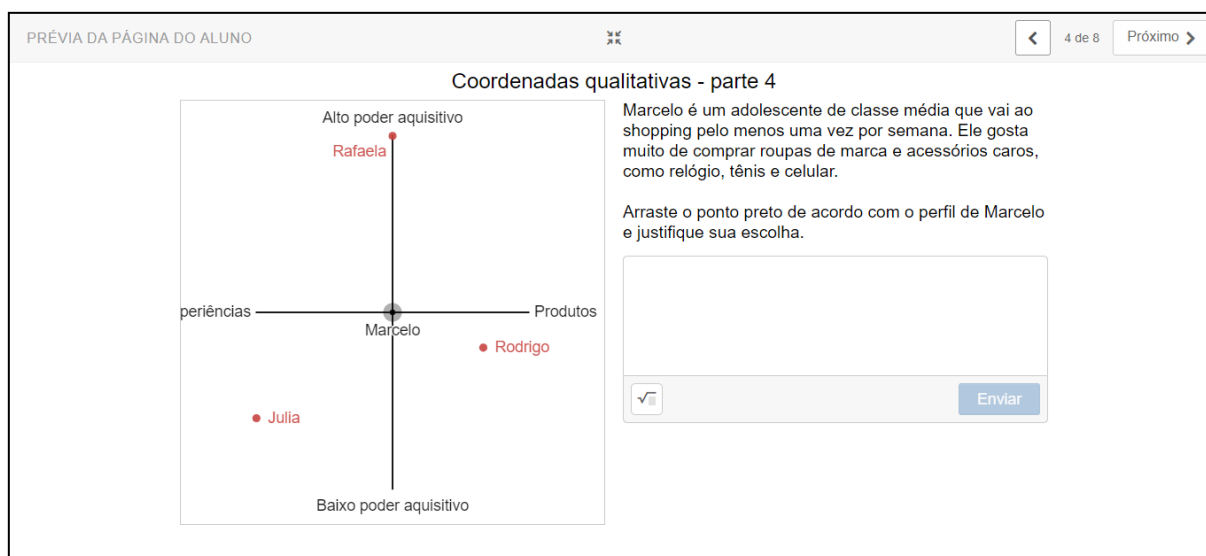 PRÉVIA DA PÁGINA DO ALUNO
4 de 8
Próximo
Coordenadas qualitativas - parte 4
Alto poder aquisitivo
Rafaela
periências
Produtos
Marcelo
Rodrigo
Julia
Baixo poder aquisitivo
Marcelo é um adolescente de classe média que vai ao
shopping pelo menos uma vez por semana. Ele gosta
muito de comprar roupas de marca e acessórios caros,
como relógio, tênis e celular.
Arraste o ponto preto de acordo com o perfil de Marcelo
e justifique sua escolha.
Enviar